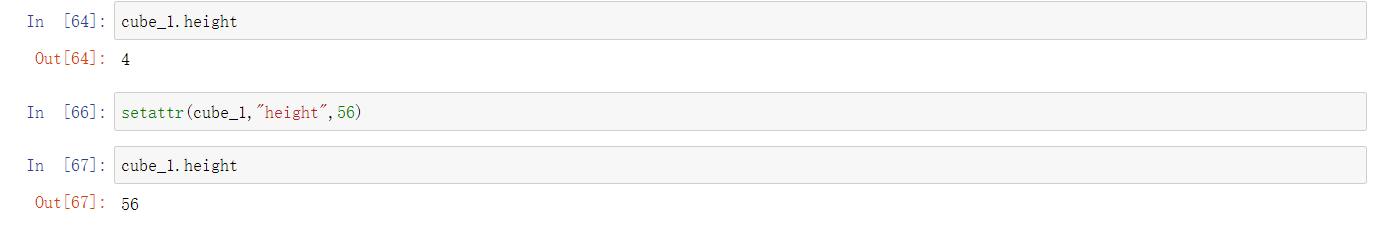 In [64]: cube_1.height
Out[64]: 4
In [66]: setattr(cube_1,"height",56)
In [67]: cube_1.height
Out[67]: 56